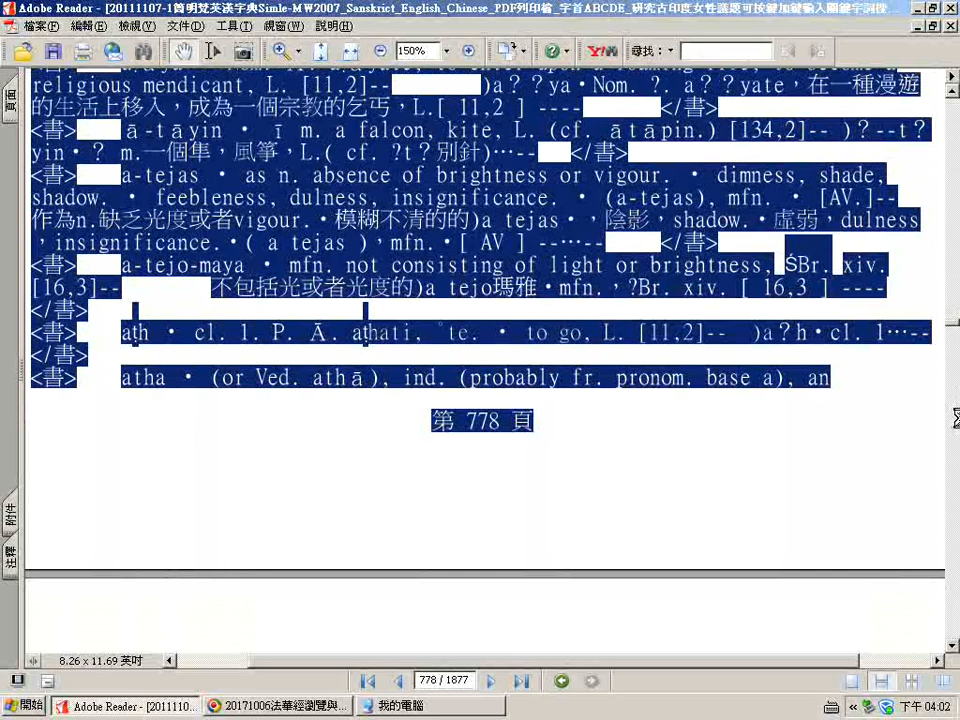 Adobe Reader - [20111107-1簡明梵英漢字典Simle-MW2007_Sanskrict_English_Chinese_PDF列印檔_字首ABCDE_研究古印度女性議題可按鍵加鍵輸入關鍵字詞搜...
檔案(F) 編輯(E) 檢視(V) 文件(D) 工具(T) 視窗(W) 說明(H)
150% Y! 尋找：
religious mendicant, L. [11,2]-- )a？？ya‧Nom. ?. a？？yate，在一種漫遊
的生活上移入，成為一個宗教的乞丐，L.[ 11,2 ] ---- </書>
<書> ā-tāyin ‧ ī m. a falcon, kite, L. (cf. ātāpin.) [134,2]-- )？--t？
yin‧？ m.一個隼，風箏，L.( cf. ?t？別針)…-- </書>
<書> a-tejas ‧ as n. absence of brightness or vigour. ‧ dimness, shade,
shadow. ‧ feebleness, dulness, insignificance. ‧ (a-tejas), mfn. ‧ [AV.]--
作為n.缺乏光度或者vigour.‧模糊不清的的)a tejas‧，陰影，shadow.‧虛弱，dulness
，insignificance.‧( a tejas )，mfn.‧[ AV ] --…-- </書>
<書> a-tejo-maya ‧ mfn. not consisting of light or brightness, ŚBr. xiv.
[16,3]-- 不包括光或者光度的)a tejo瑪雅‧mfn.，?Br. xiv. [ 16,3 ] ----
</書>
<書> aṭh ‧ cl. 1. P. Ā. aṭhati, °te. ‧ to go, L. [11,2]-- )a？h‧cl. 1…--
</書>
<書> atha ‧ (or Ved. athā), ind. (probably fr. pronom. base a), an
第 778 頁
頁面
附件
註釋
8.26 x 11.69 英吋
778 / 1877
開始 Adobe Reader - [2011110... 20171006法華經瀏覽與... 我的電腦 下午 04:02